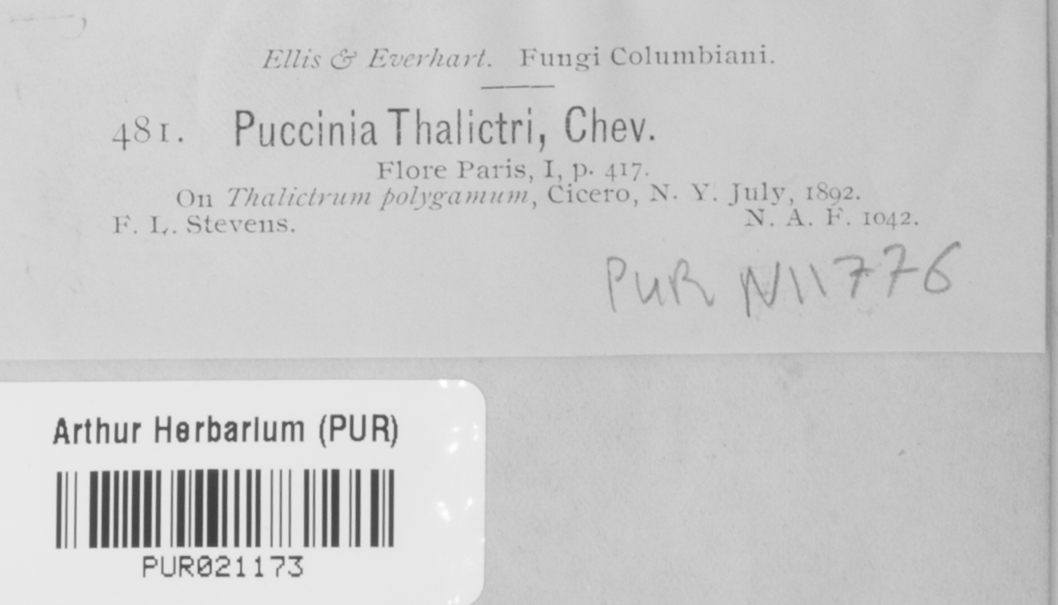 Ellis & Everhart. Fungi Columbiani.
481. Puccinia Thalictri, Chev.
Flore Paris, I, p. 417.
On Thalictrum polygamum, Cicero, N. Y. July, 1892.
F. L. Stevens. N. A. F. 1042.
PUR N11776
Arthur Herbarium (PUR)
PUR021173